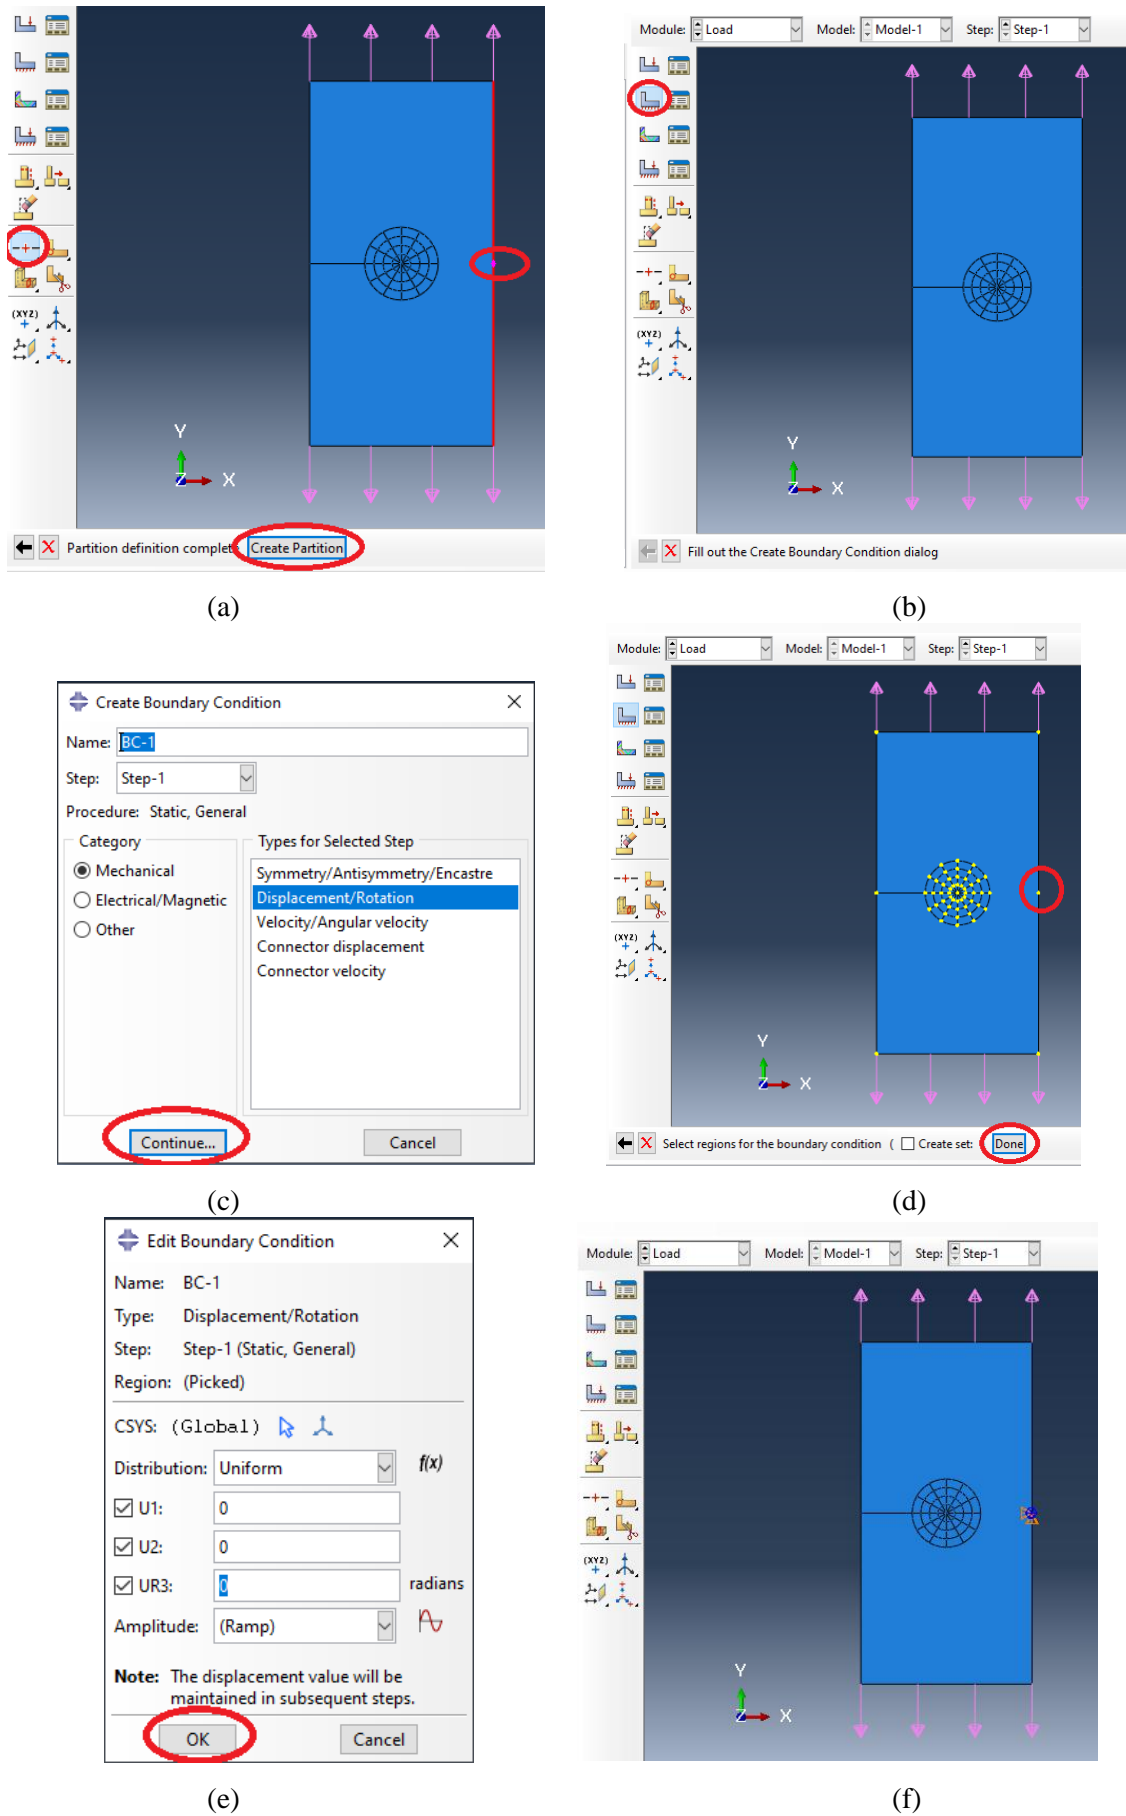 (XYZ)
Y
X
Partition definition complet Create Partition
(a)
Module: Load Model: Model-1 Step: Step-1
(XYZ)
Y
X
Fill out the Create Boundary Condition dialog
(b)
Create Boundary Condition
Name: BC-1
Step: Step-1
Procedure: Static, General
Category
Mechanical
Electrical/Magnetic
Other
Types for Selected Step
Symmetry/Antisymmetry/Encastre
Displacement/Rotation
Velocity/Angular velocity
Connector displacement
Connector velocity
Continue... Cancel
(c)
Module: Load Model: Model-1 Step: Step-1
(XYZ)
Y
X
Select regions for the boundary condition ( Create set: Done
(d)
Edit Boundary Condition
Name: BC-1
Type: Displacement/Rotation
Step: Step-1 (Static, General)
Region: (Picked)
CSYS: (Global)
Distribution: Uniform f(x)
U1: 0
U2: 0
UR3: 0 radians
Amplitude: (Ramp)
Note: The displacement value will be
maintained in subsequent steps.
OK Cancel
(e)
Module: Load Model: Model-1 Step: Step-1
(XYZ)
Y
X
(f)